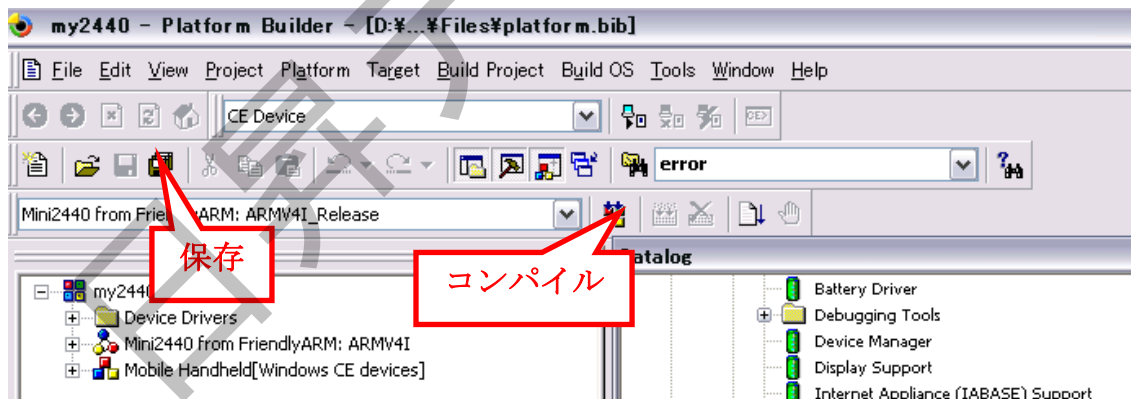 my2440 - Platform Builder - [D:¥...¥Files¥platform.bib]
File Edit View Project Platform Target Build Project Build OS Tools Window Help
CE Device
CE>
error
Mini2440 from FriendlyARM: ARMV4I_Release
保存
コンパイル
Catalog
my2440
Device Drivers
Mini2440 from FriendlyARM: ARMV4I
Mobile Handheld[Windows CE devices]
Battery Driver
Debugging Tools
Device Manager
Display Support
Internet Appliance (IABASE) Support